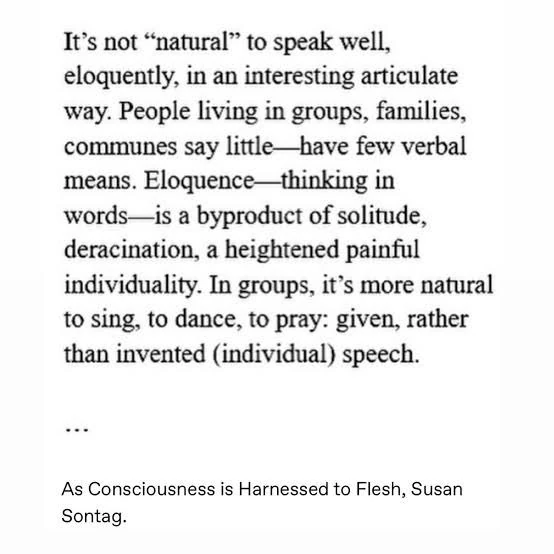 It’s not “natural” to speak well,
eloquently, in an interesting articulate
way. People living in groups, families,
communes say little—have few verbal
means. Eloquence—thinking in
words—is a byproduct of solitude,
deracination, a heightened painful
individuality. In groups, it’s more natural
to sing, to dance, to pray: given, rather
than invented (individual) speech.
...
As Consciousness is Harnessed to Flesh, Susan
Sontag.